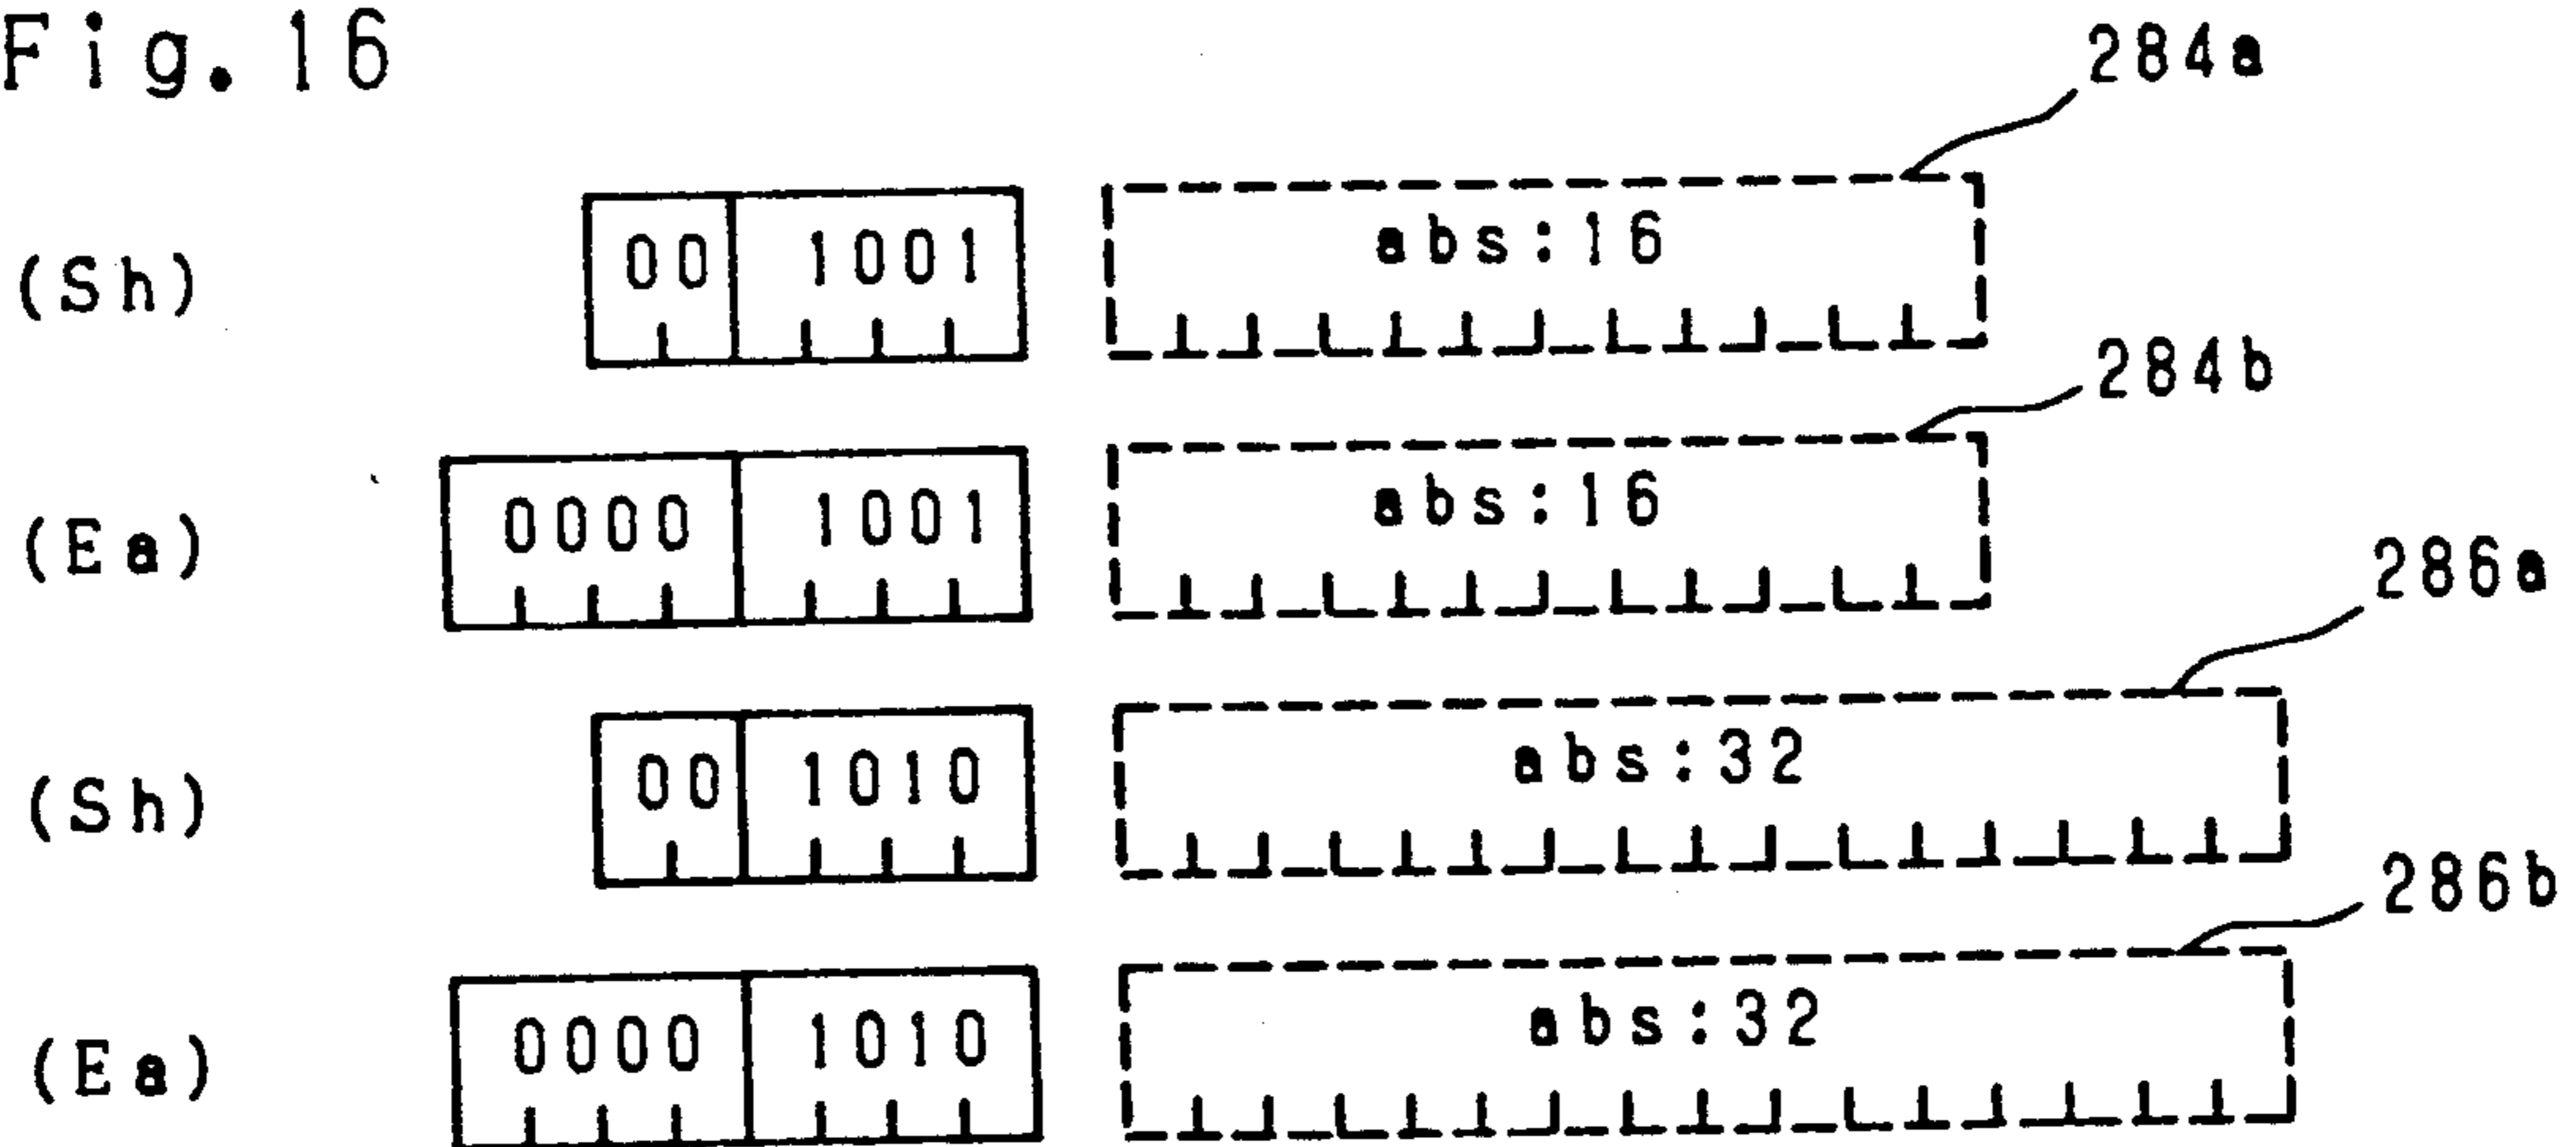 Fig. 16
284a
(Sh) 00 1001 abs:16
284b
(Ea) 0000 1001 abs:16
286a
(Sh) 00 1010 abs:32
286b
(Ea) 0000 1010 abs:32